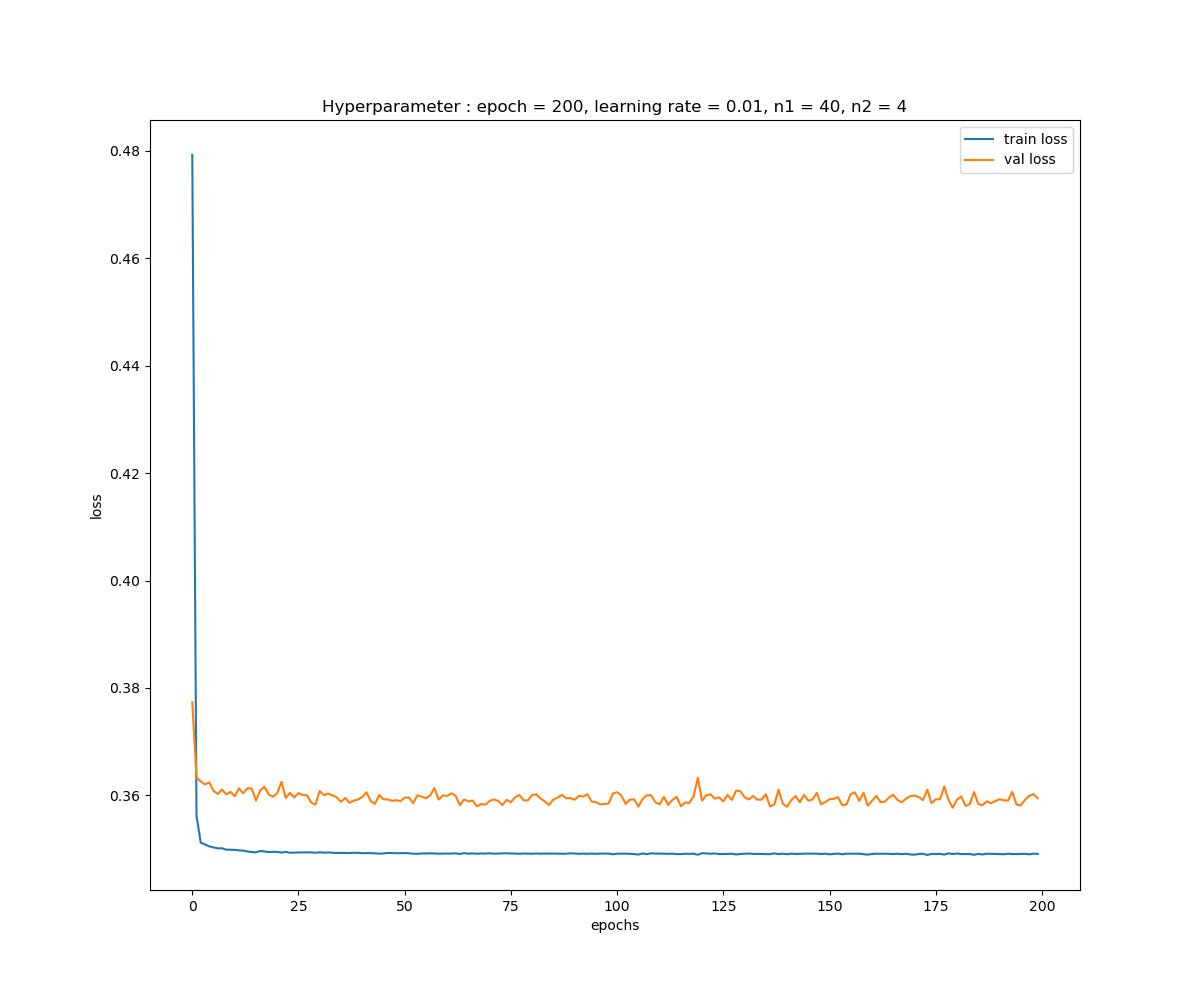 Hyperparameter : epoch = 200, learning rate = 0.01, n1 = 40, n2 = 4
train loss
val loss
0.48
0.46
0.44
0.42
0.40
0.38
0.36
loss
0 25 50 75 100 125 150 175 200
epochs